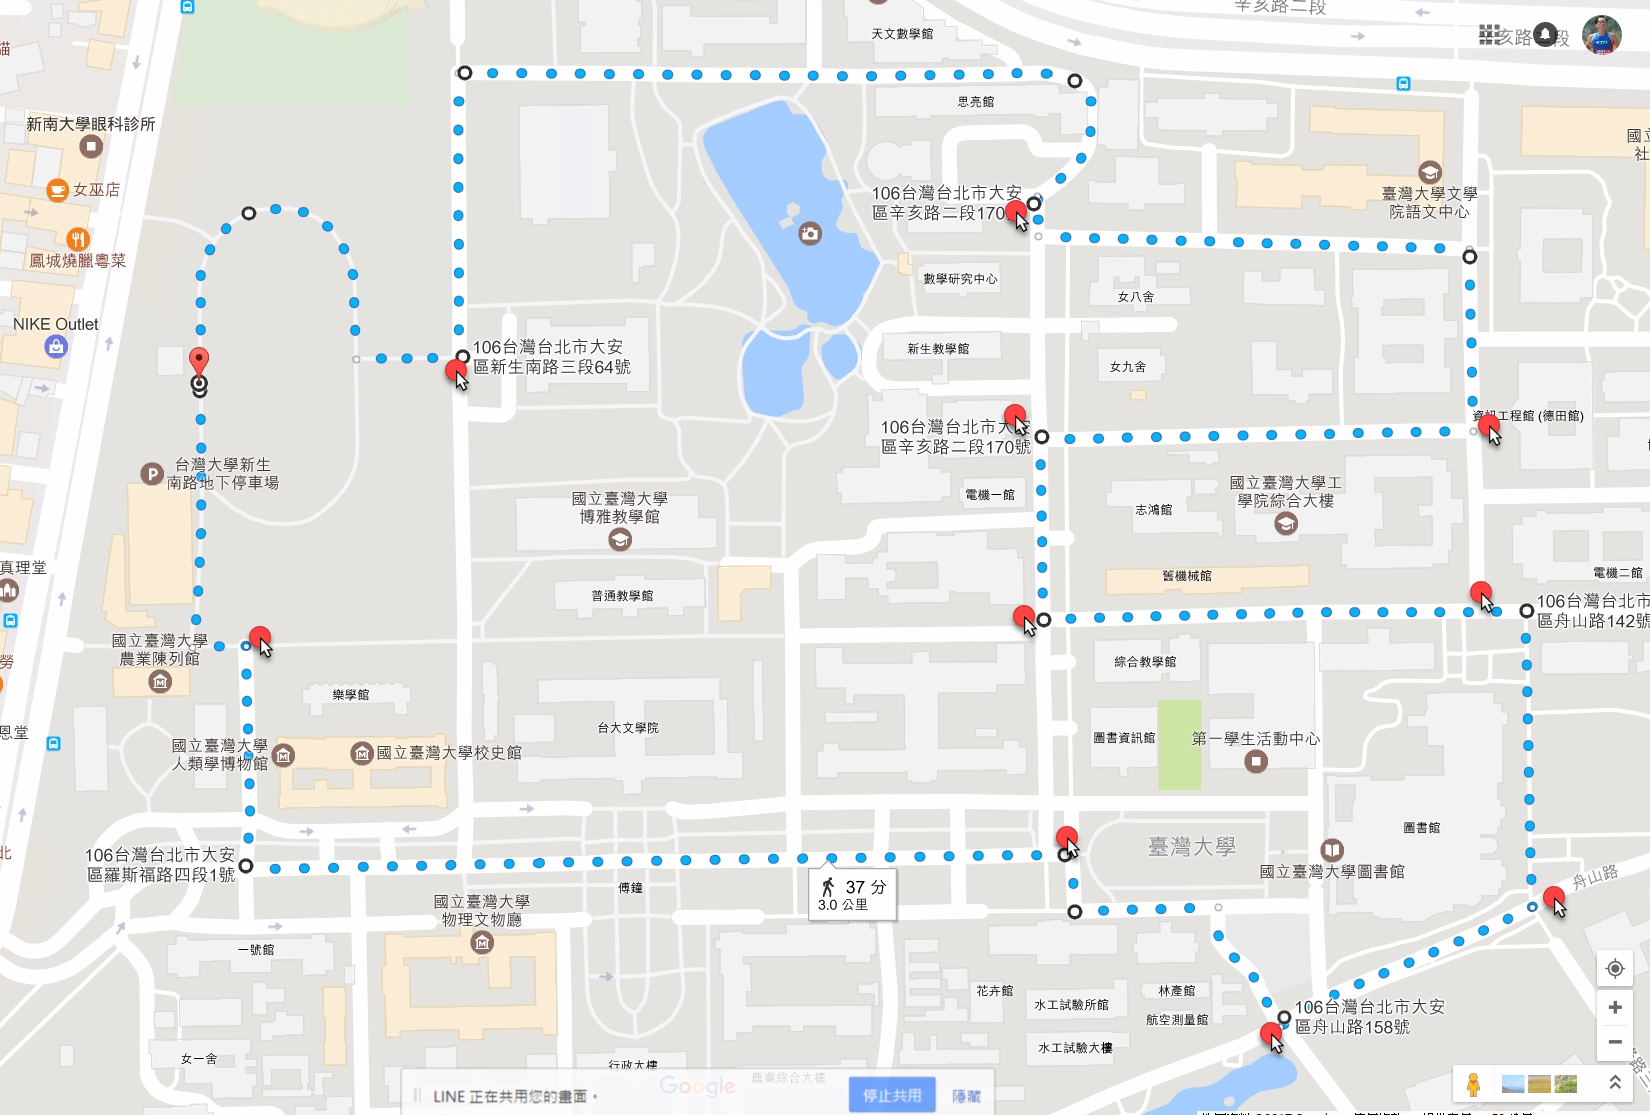 辛亥路二段
天文數學館
思亮館
新南大學眼科診所
女巫店
鳳城燒臘粵菜
NIKE Outlet
106台灣台北市大安
區辛亥路二段170
臺灣大學文學
院語文中心
數學研究中心
女八舍
106台灣台北市大安
區新生南路三段64號
新生教學館
女九舍
資訊工程館 (德田館)
106台灣台北市大安
區辛亥路二段170號
台灣大學新生
南路地下停車場
國立臺灣大學
博雅教學館
電機一館
志鴻館
國立臺灣大學工
學院綜合大樓
真理堂
普通教學館
舊機械館
電機二館
106台灣台北市
區舟山路142號
國立臺灣大學
農業陳列館
樂學館
台大文學院
綜合教學館
恩堂
國立臺灣大學
人類學博物館
國立臺灣大學校史館
圖書資訊館
第一學生活動中心
圖書館
臺灣大學
國立臺灣大學圖書館
舟山路
106台灣台北市大安
區羅斯福路四段1號
37 分
3.0 公里
傅鐘
國立臺灣大學
物理文物廳
一號館
花卉館
水工試驗所館
林產館
航空測量館
106台灣台北市大安
區舟山路158號
女一舍
行政大樓
水工試驗大樓
農業綜合大樓
Google
LINE 正在共用您的畫面。
停止共用
隱藏